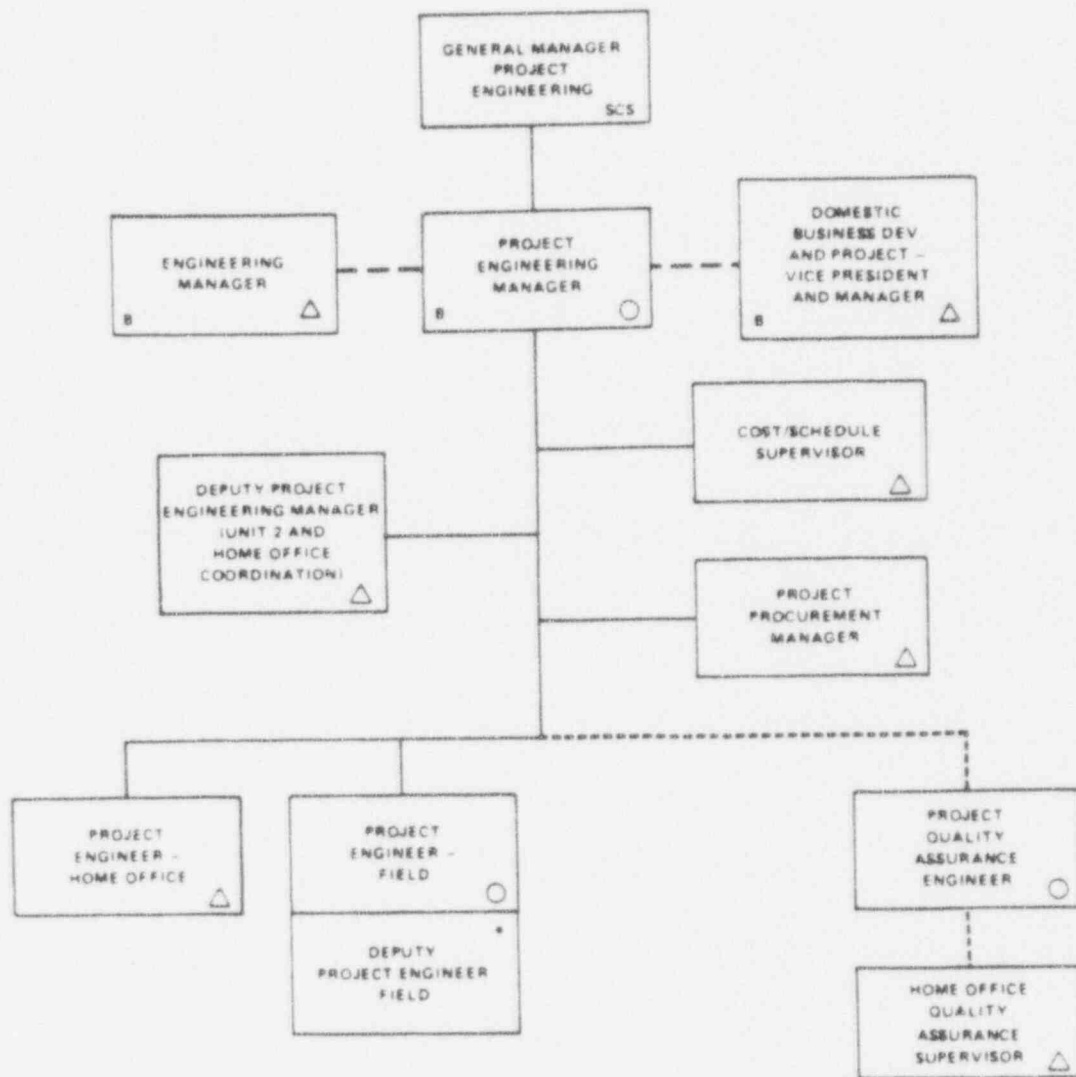 GENERAL MANAGER
PROJECT
ENGINEERING
SCS
ENGINEERING
MANAGER
B
PROJECT
ENGINEERING
MANAGER
B
DOMESTIC
BUSINESS DEV
AND PROJECT –
VICE PRESIDENT
AND MANAGER
B
COST/SCHEDULE
SUPERVISOR
DEPUTY PROJECT
ENGINEERING MANAGER
(UNIT 2 AND
HOME OFFICE
COORDINATION)
PROJECT
PROCUREMENT
MANAGER
PROJECT
ENGINEER –
HOME OFFICE
PROJECT
ENGINEER –
FIELD
*
DEPUTY
PROJECT ENGINEER
FIELD
PROJECT
QUALITY
ASSURANCE
ENGINEER
HOME OFFICE
QUALITY
ASSURANCE
SUPERVISOR